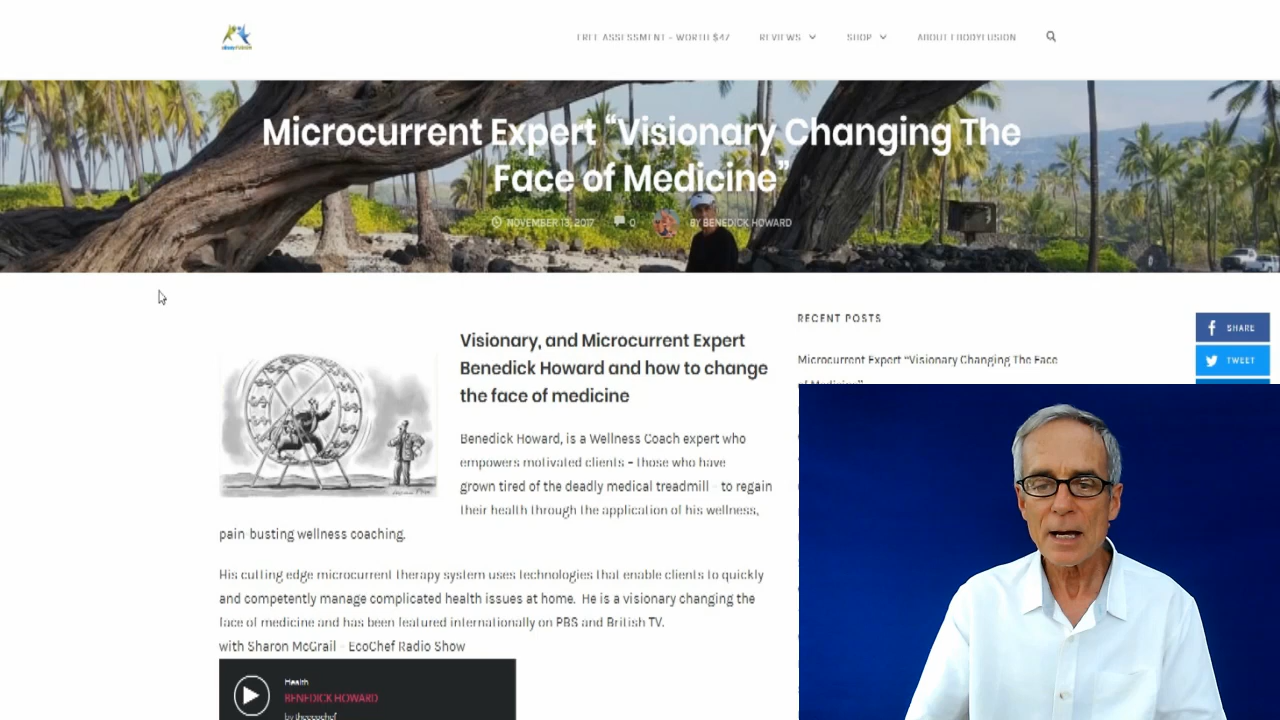 FREE ASSESSMENT – WORTH $47 REVIEWS SHOP ABOUT EBODYFUSION
Microcurrent Expert “Visionary Changing The
Face of Medicine”
NOVEMBER 13, 2017 0 BY BENEDICK HOWARD
Visionary, and Microcurrent Expert
Benedick Howard and how to change
the face of medicine
Benedick Howard, is a Wellness Coach expert who
empowers motivated clients – those who have
grown tired of the deadly medical treadmill – to regain
their health through the application of his wellness,
pain-busting wellness coaching.
His cutting edge microcurrent therapy system uses technologies that enable clients to quickly
and competently manage complicated health issues at home. He is a visionary changing the
face of medicine and has been featured internationally on PBS and British TV.
with Sharon McGrail – EcoChef Radio Show
Health
BENEDICK HOWARD
by theecochef
RECENT POSTS
Microcurrent Expert “Visionary Changing The Face
of Medicine”
SHARE
TWEET